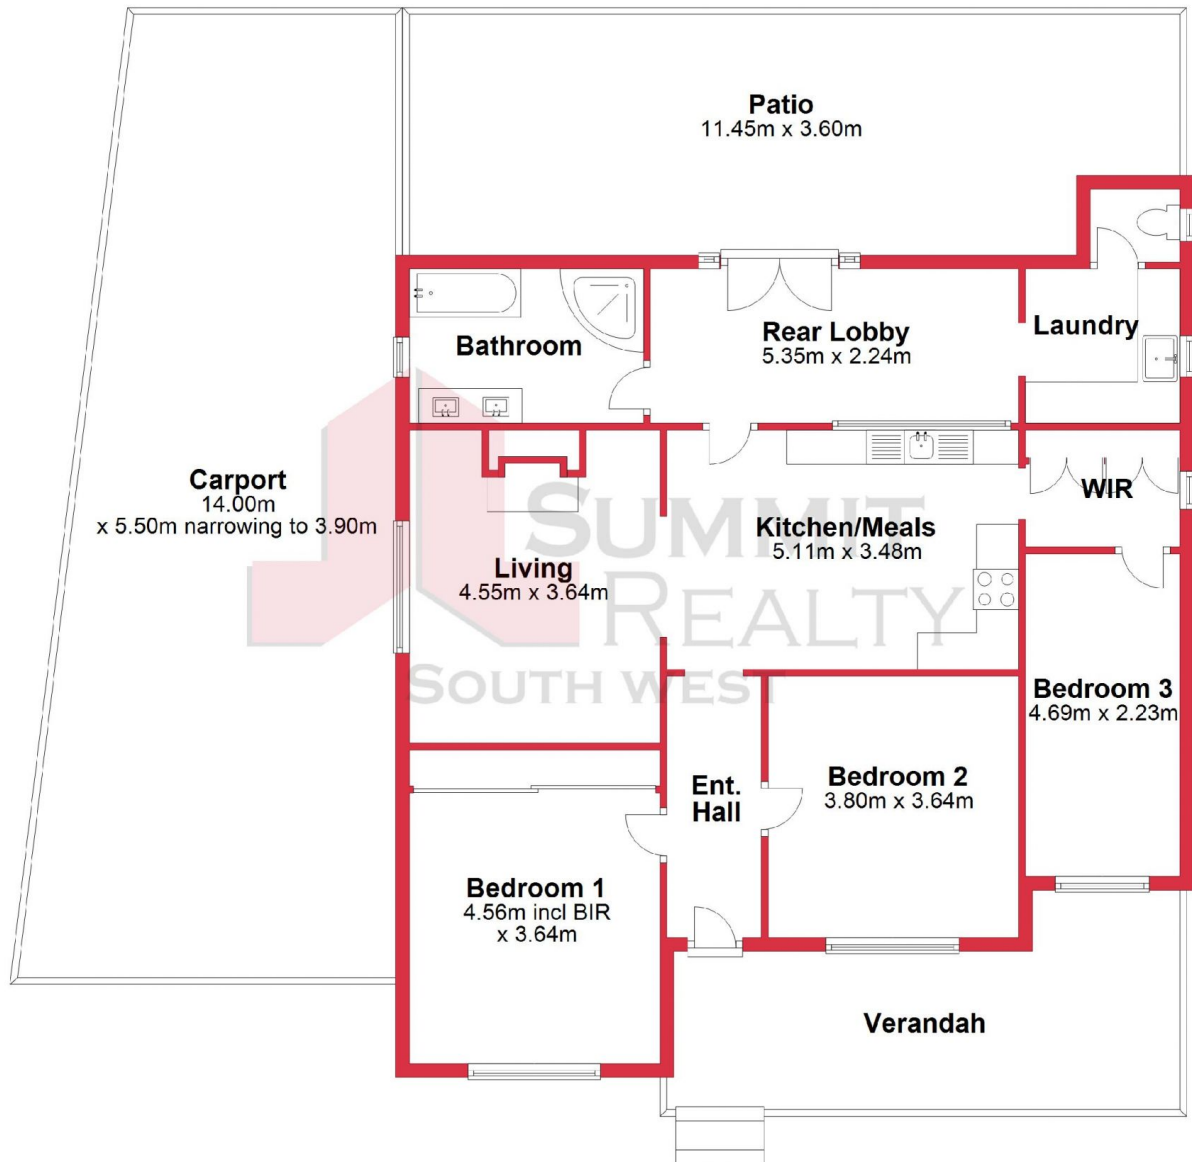 Patio
11.45m x 3.60m
Bathroom
Rear Lobby
5.35m x 2.24m
Laundry
Carport
14.00m
x 5.50m narrowing to 3.90m
WIR
Kitchen/Meals
5.11m x 3.48m
Living
4.55m x 3.64m
SUMMIT
REALTY
SOUTH WEST
Bedroom 3
4.69m x 2.23m
Bedroom 2
3.80m x 3.64m
Ent.
Hall
Bedroom 1
4.56m incl BIR
x 3.64m
Verandah